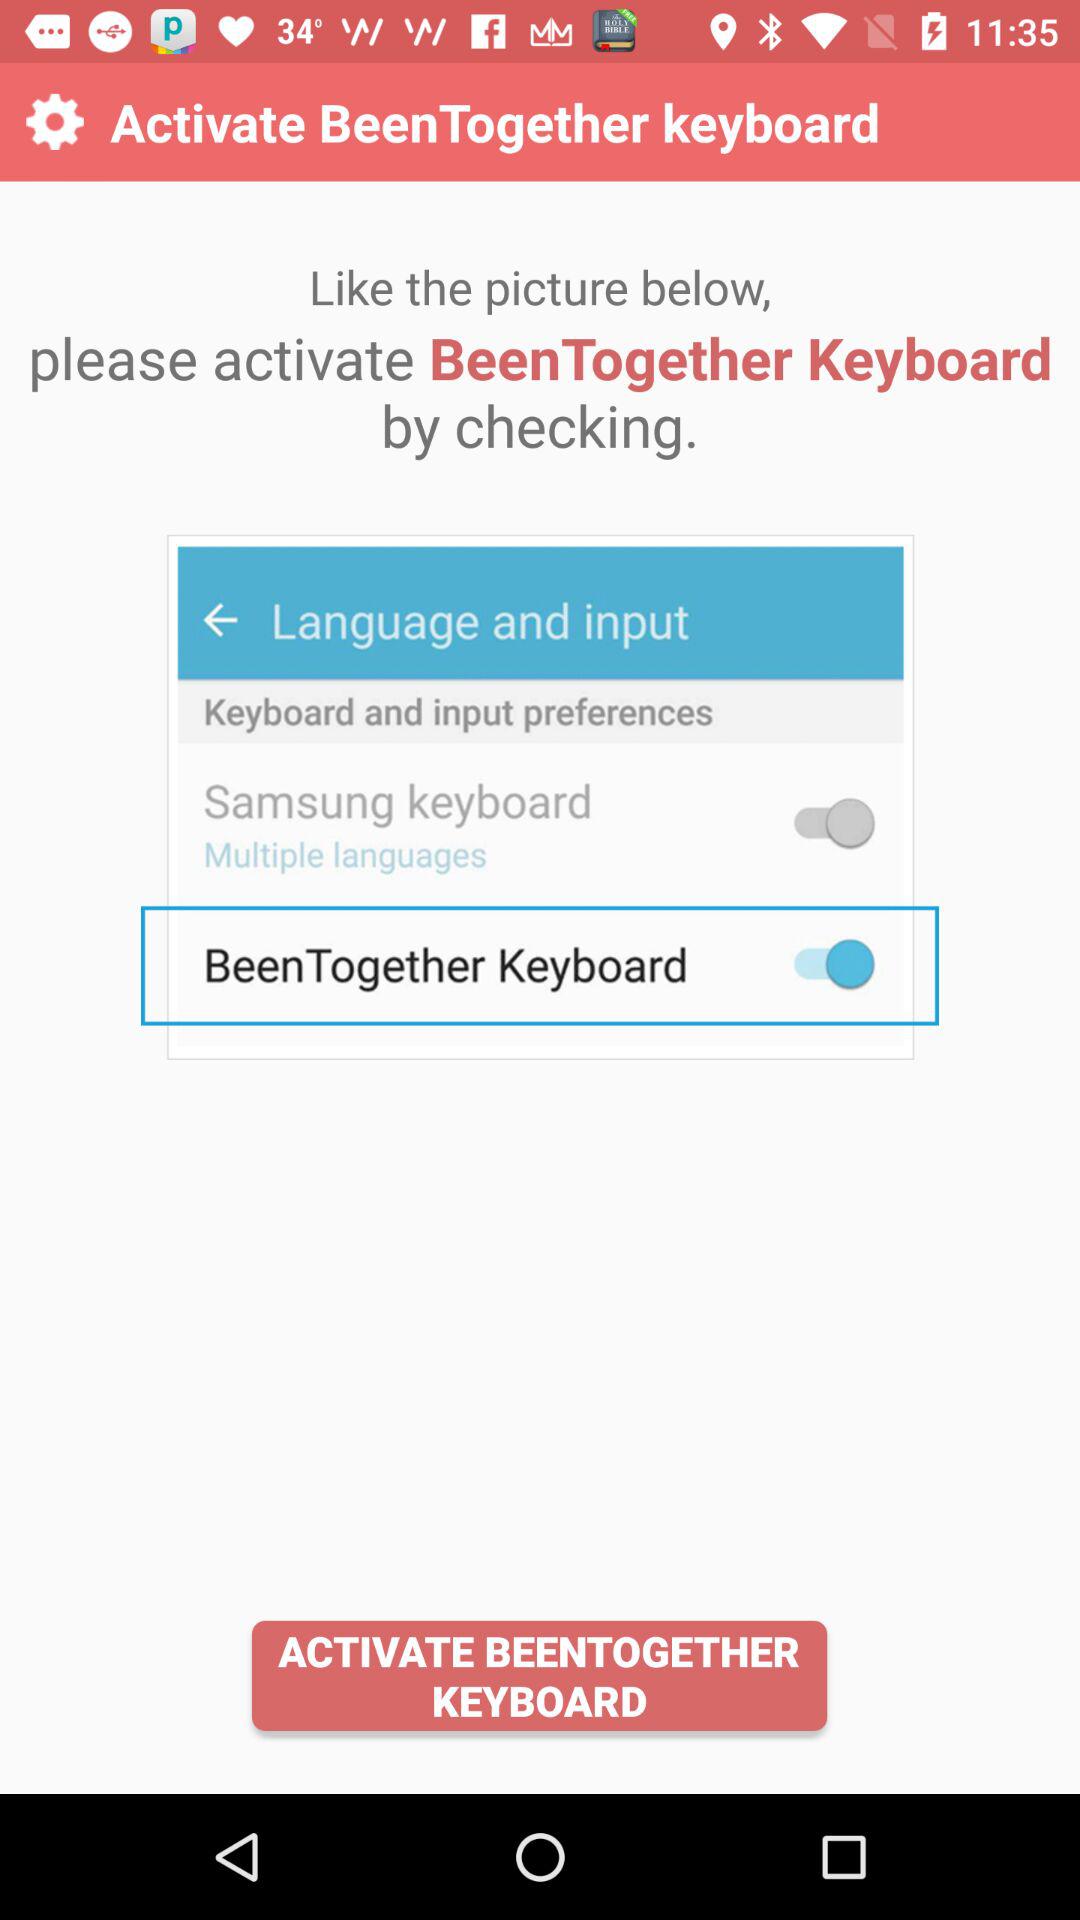 34° 11:35
Activate BeenTogether keyboard
Like the picture below,
please activate BeenTogether Keyboard
by checking.
Language and input
Keyboard and input preferences
Samsung keyboard
Multiple languages
BeenTogether Keyboard
ACTIVATE BEENTOGETHER
KEYBOARD